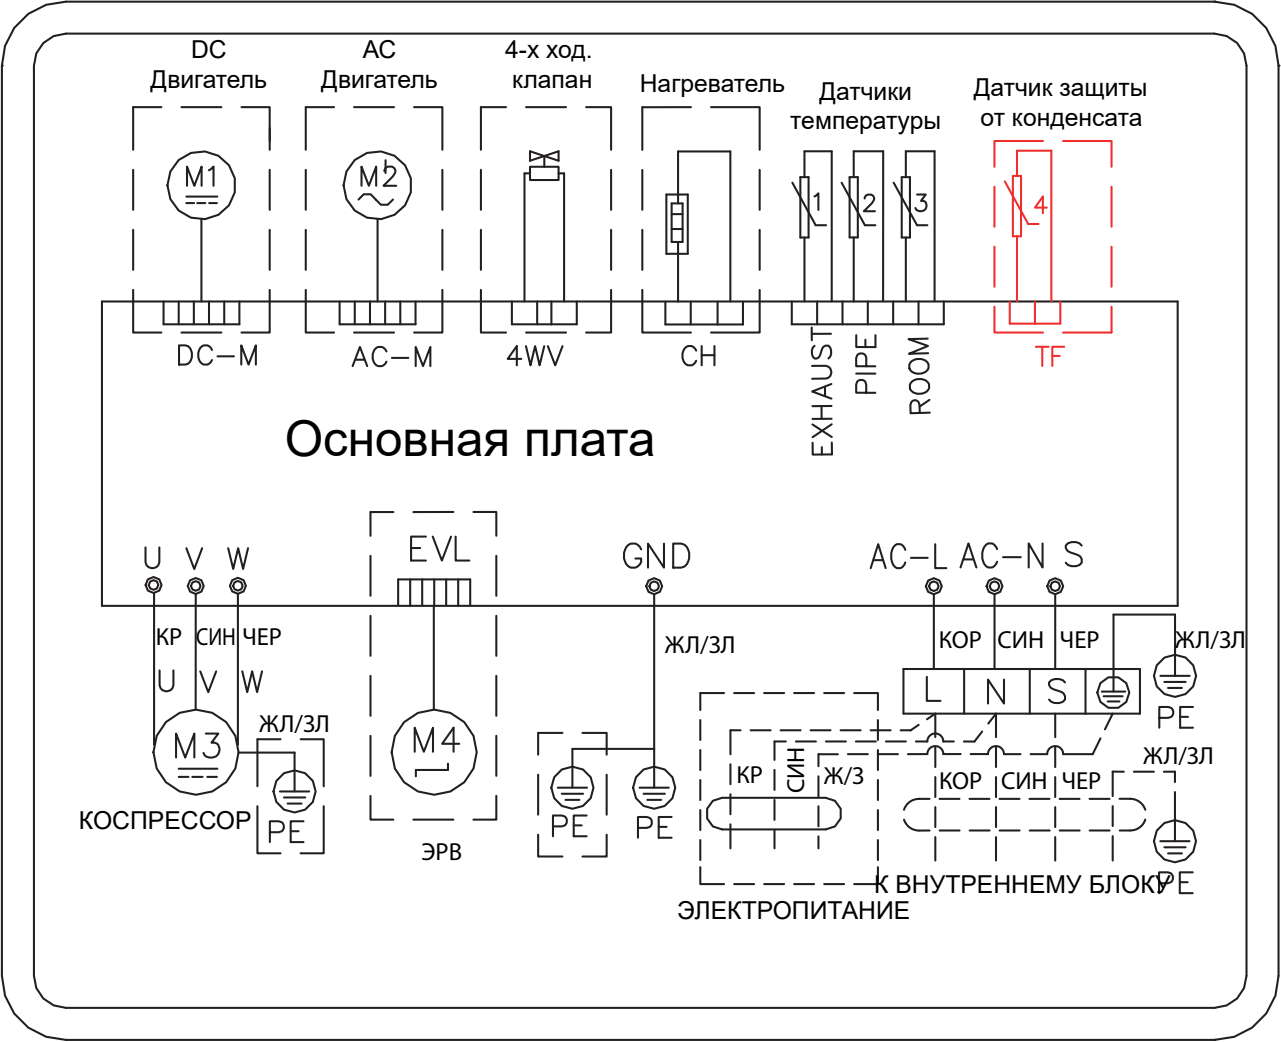 DC
Двигатель
AC
Двигатель
4-х ход.
клапан
Нагреватель
Датчики
температуры
Датчик защиты
от конденсата
M1
M2
1
2
3
4
DC-M
AC-M
4WV
CH
EXHAUST
PIPE
ROOM
TF
Основная плата
U V W
EVL
GND
AC-L AC-N S
КР СИН ЧЕР
ЖЛ/ЗЛ
КОР СИН ЧЕР
ЖЛ/ЗЛ
U V W
L N S
PE
ЖЛ/ЗЛ
M3
M4
ЖЛ/ЗЛ
КР СИН Ж/З
КОР СИН ЧЕР
КОСПРЕССОР
PE
PE
PE
ЭРВ
К ВНУТРЕННЕМУ БЛОКУ
PE
ЭЛЕКТРОПИТАНИЕ